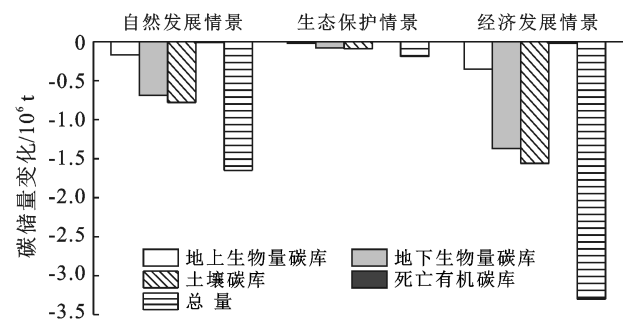 自然发展情景 生态保护情景 经济发展情景
0
-0.5
-1.0
-1.5
-2.0
-2.5
-3.0
-3.5
碳储量变化/10⁶ t
地上生物量碳库 地下生物量碳库
土壤碳库 死亡有机碳库
总量